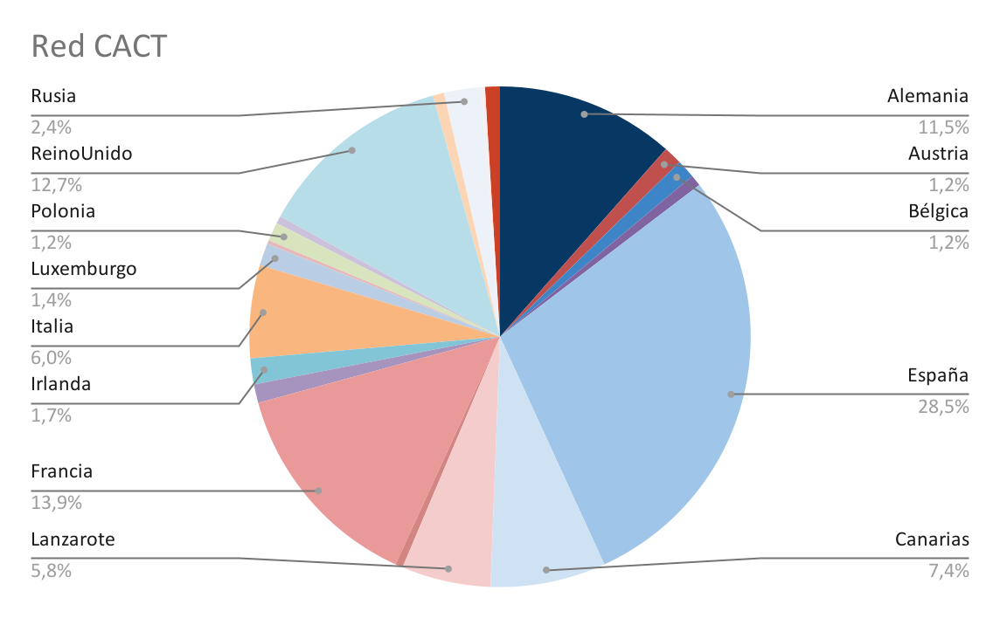 Red CACT
Rusia
2,4%
ReinoUnido
12,7%
Polonia
1,2%
Luxemburgo
1,4%
Italia
6,0%
Irlanda
1,7%
Francia
13,9%
Lanzarote
5,8%
Alemania
11,5%
Austria
1,2%
Bélgica
1,2%
España
28,5%
Canarias
7,4%